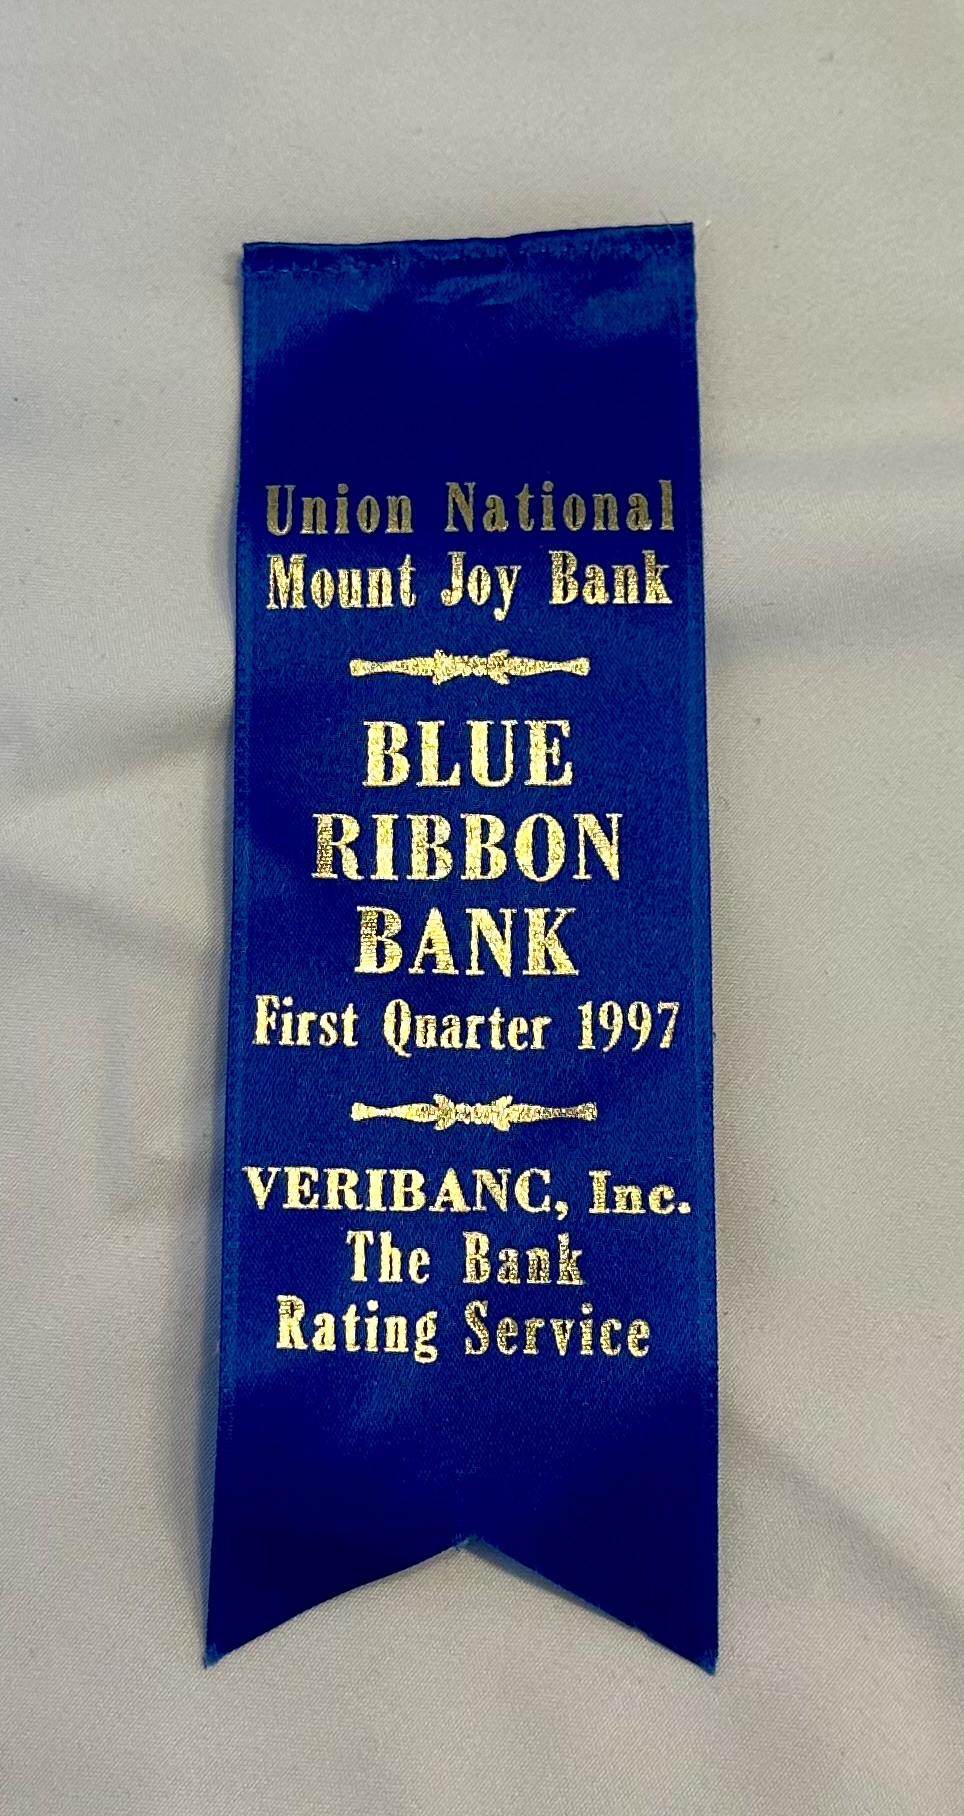 Union National
Mount Joy Bank
BLUE
RIBBON
BANK
First Quarter 1997
VERIBANC, Inc.
The Bank
Rating Service